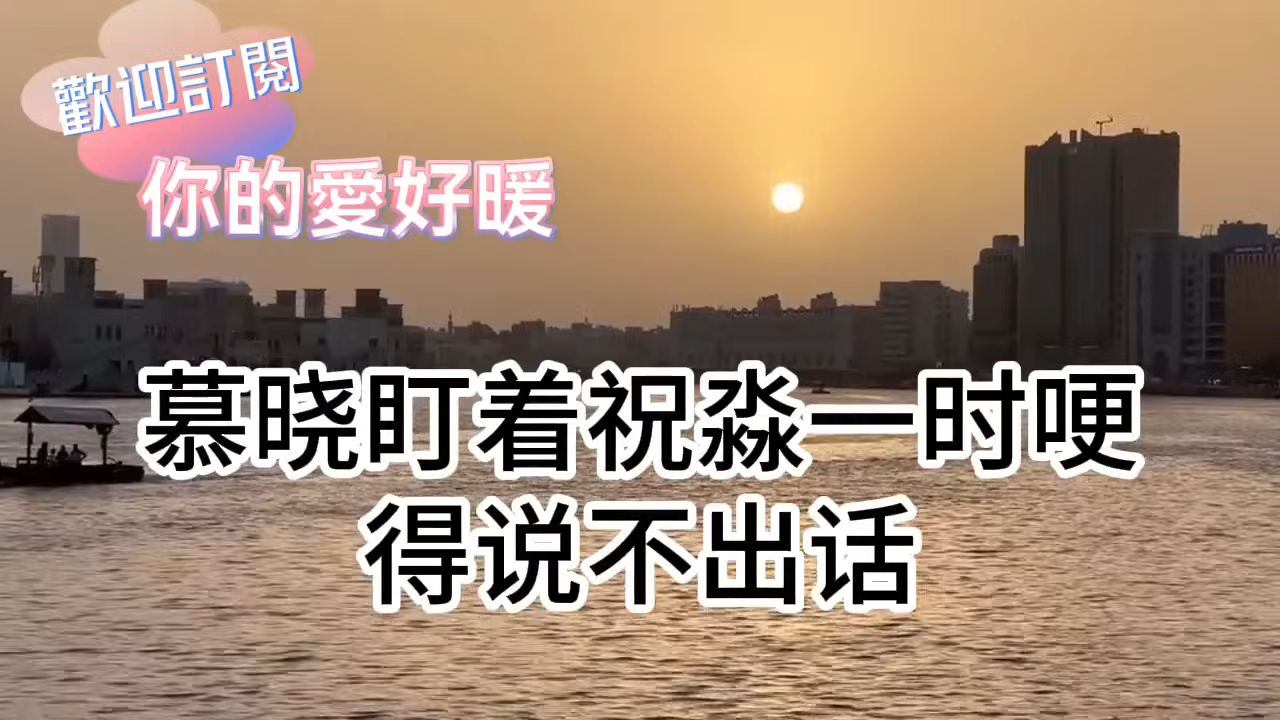 歡迎訂閱
你的愛好暖
慕晓盯着祝淼一时哽
得说不出话